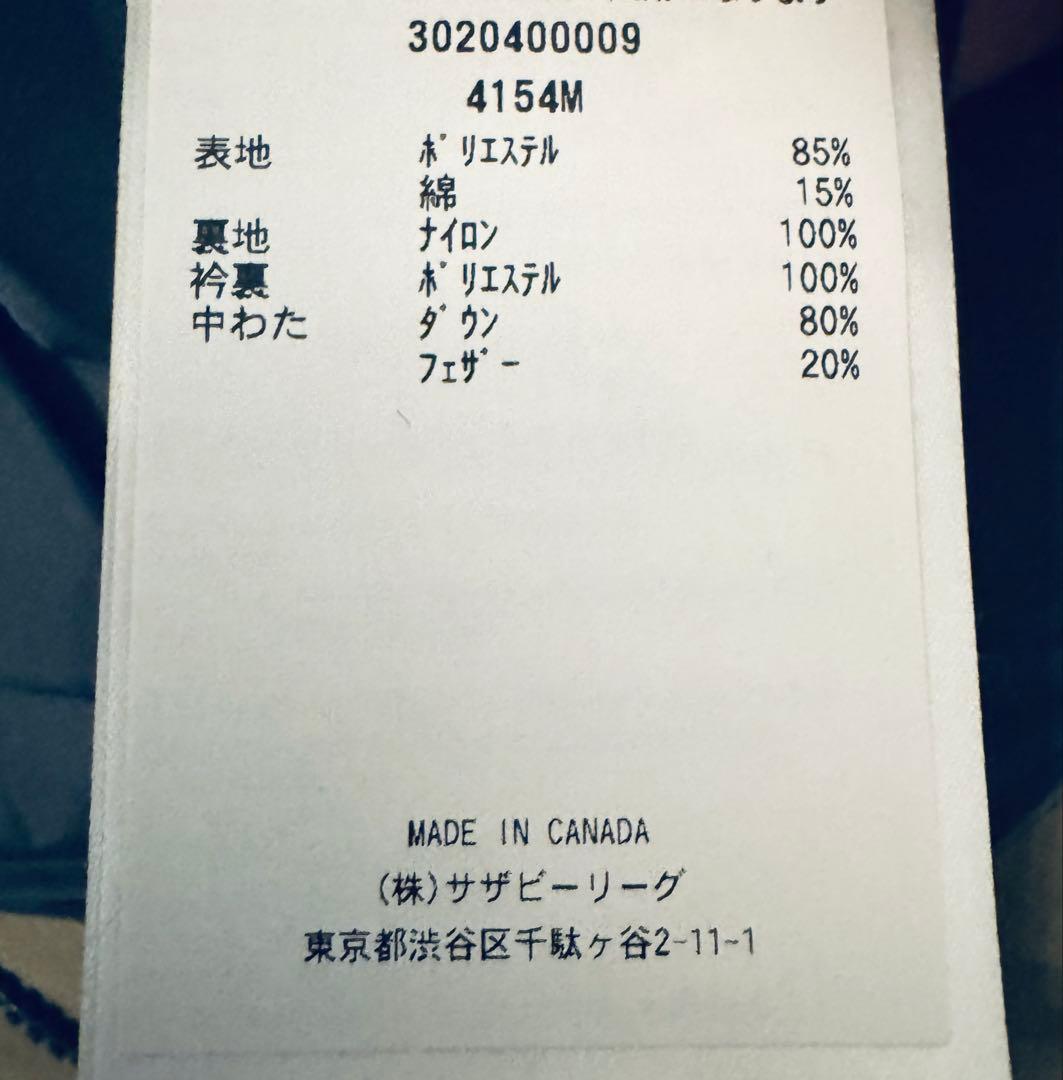 3020400009
4154M
表地 ポリエステル 85%
綿 15%
裏地 ナイロン 100%
衿裏 ポリエステル 100%
中わた ダウン 80%
フェザー 20%
MADE IN CANADA
(株)サザビーリーグ
東京都渋谷区千駄ヶ谷2-11-1